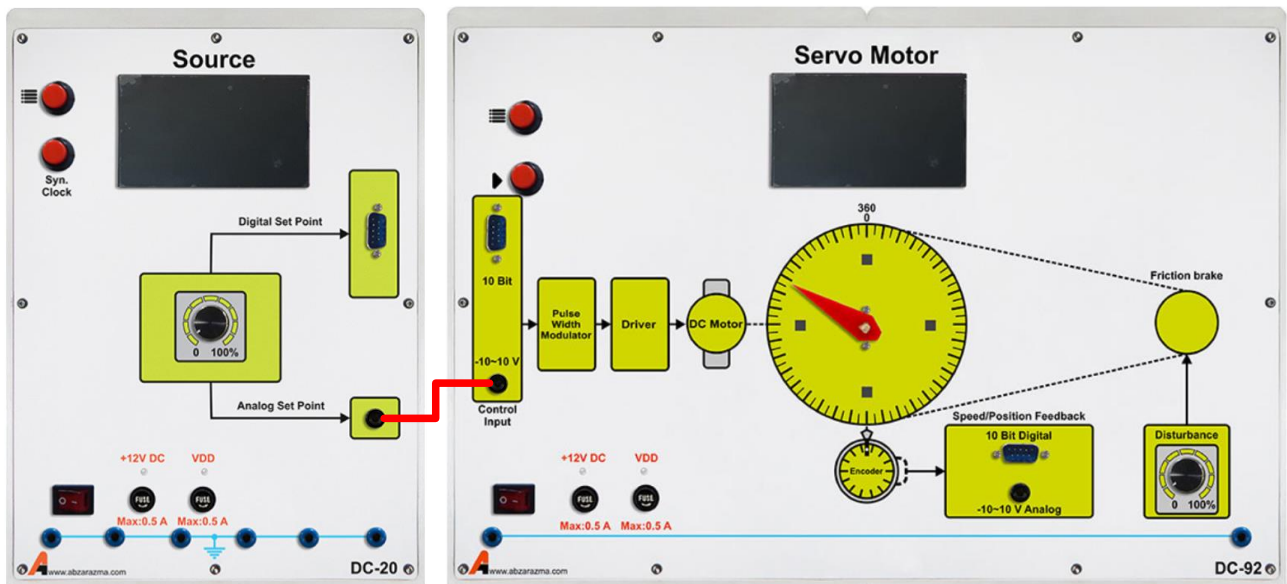 Source
Syn.
Clock
Digital Set Point
0 100%
Analog Set Point
+12V DC
VDD
FUSE
FUSE
Max:0.5 A
Max:0.5 A
A
www.abzarazma.com
DC-20
Servo Motor
10 Bit
-10~10 V
Control
Input
Pulse
Width
Modulator
Driver
DC Motor
360
0
Friction brake
Encoder
Speed/Position Feedback
10 Bit Digital
-10~10 V Analog
Disturbance
0 100%
+12V DC
VDD
FUSE
FUSE
Max:0.5 A
Max:0.5 A
A
www.abzarazma.com
DC-92